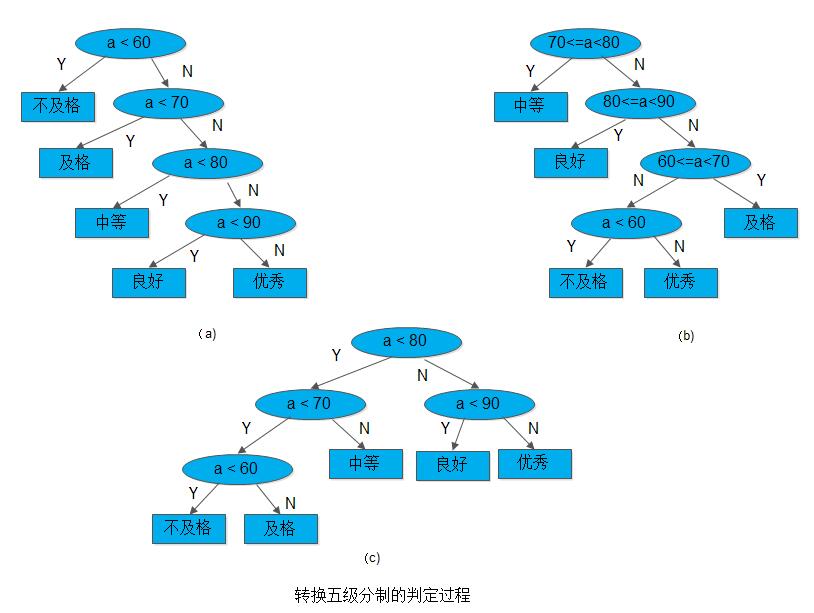 a < 60
Y
N
不及格
a < 70
Y
N
及格
a < 80
Y
N
中等
a < 90
Y
N
良好
优秀
(a)
70<=a<80
Y
N
中等
80<=a<90
Y
N
良好
60<=a<70
N
Y
a < 60
及格
Y
N
不及格
优秀
(b)
a < 80
Y
N
a < 70
a < 90
Y
N
Y
N
a < 60
中等
良好
优秀
Y
N
不及格
及格
(c)
转换五级分制的判定过程